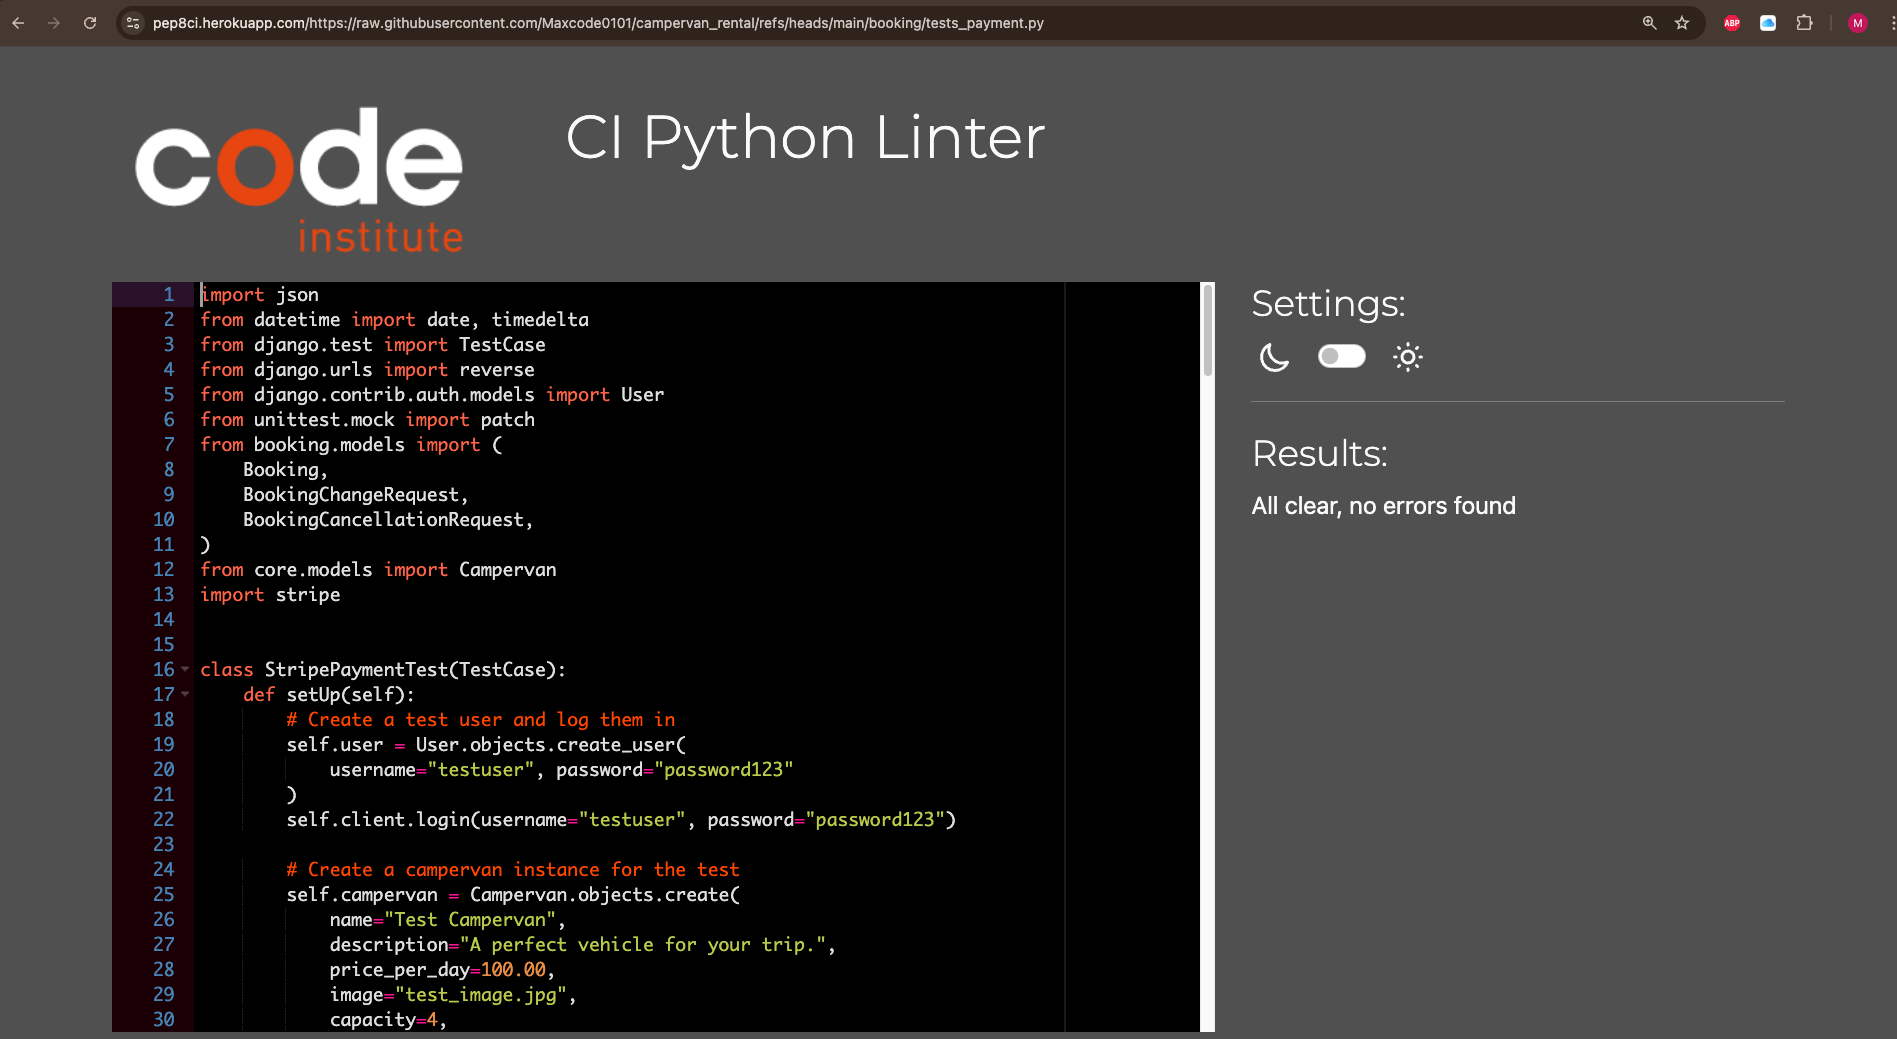 pep8ci.herokuapp.com/https://raw.githubusercontent.com/Maxcode0101/campervan_rental/refs/heads/main/booking/tests_payment.py
ABP
M
code
institute
CI Python Linter
1 import json
2 from datetime import date, timedelta
3 from django.test import TestCase
4 from django.urls import reverse
5 from django.contrib.auth.models import User
6 from unittest.mock import patch
7 from booking.models import (
8     Booking,
9     BookingChangeRequest,
10     BookingCancellationRequest,
11 )
12 from core.models import Campervan
13 import stripe
14
15
16 class StripePaymentTest(TestCase):
17     def setUp(self):
18         # Create a test user and log them in
19         self.user = User.objects.create_user(
20             username="testuser", password="password123"
21         )
22         self.client.login(username="testuser", password="password123")
23
24         # Create a campervan instance for the test
25         self.campervan = Campervan.objects.create(
26             name="Test Campervan",
27             description="A perfect vehicle for your trip.",
28             price_per_day=100.00,
29             image="test_image.jpg",
30             capacity=4,
Settings:
Results:
All clear, no errors found